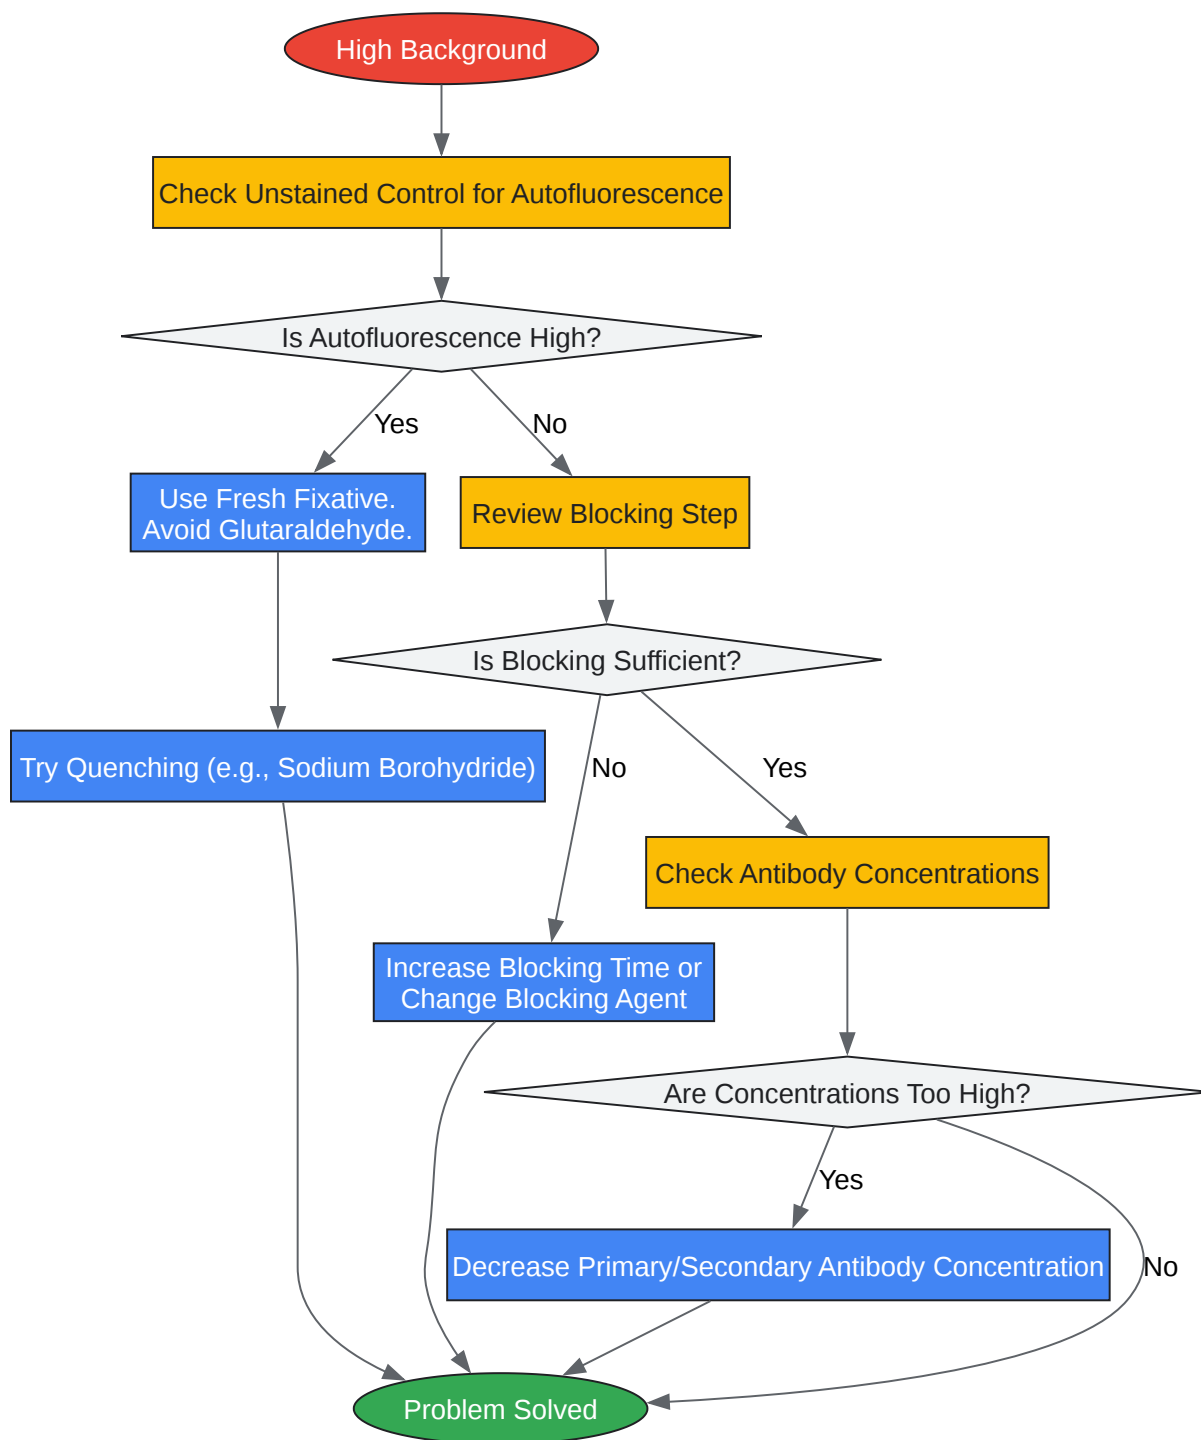 High Background
Check Unstained Control for Autofluorescence
Is Autofluorescence High?
Yes
No
Use Fresh Fixative.
Avoid Glutaraldehyde.
Review Blocking Step
Is Blocking Sufficient?
Try Quenching (e.g., Sodium Borohydride)
No
Yes
Check Antibody Concentrations
Increase Blocking Time or
Change Blocking Agent
Are Concentrations Too High?
Yes
Decrease Primary/Secondary Antibody Concentration
No
Problem Solved